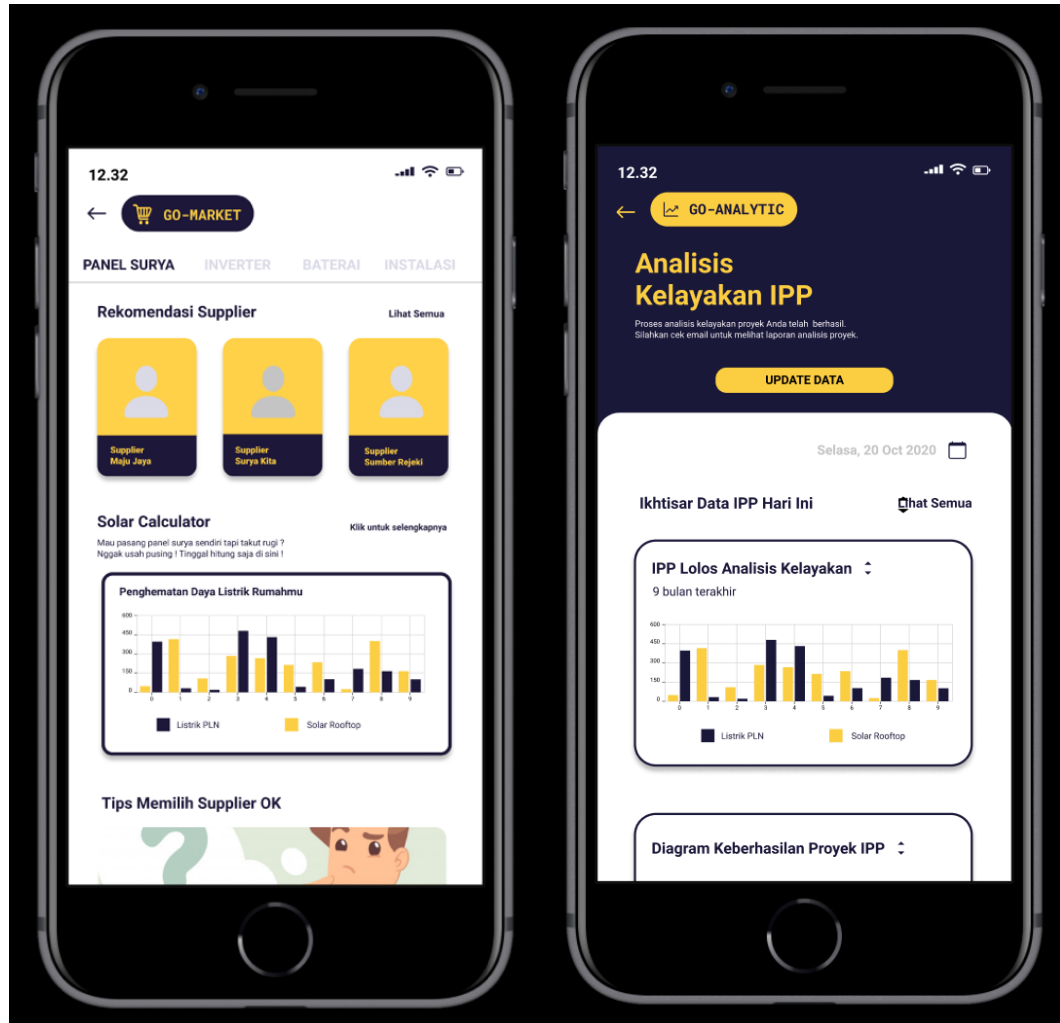 12.32
GO-MARKET
PANEL SURYA INVERTER BATERAI INSTALASI
Rekomendasi Supplier Lihat Semua
Supplier
Maju Jaya
Supplier
Surya Kita
Supplier
Sumber Rejeki
Solar Calculator Klik untuk selengkapnya
Mau pasang panel surya sendiri tapi takut rugi ?
Nggak usah pusing ! Tinggal hitung saja di sini !
Penghematan Daya Listrik Rumahmu
600
450
300
150
0
0 1 2 3 4 5 6 7 8 9
Listrik PLN Solar Rooftop
Tips Memilih Supplier OK
?
12.32
GO-ANALYTIC
Analisis
Kelayakan IPP
Proses analisis kelayakan proyek Anda telah berhasil.
Silahkan cek email untuk melihat laporan analisis proyek.
UPDATE DATA
Selasa, 20 Oct 2020
Ikhtisar Data IPP Hari Ini Lihat Semua
IPP Lolos Analisis Kelayakan
9 bulan terakhir
600
450
300
150
0
0 1 2 3 4 5 6 7 8 9
Listrik PLN Solar Rooftop
Diagram Keberhasilan Proyek IPP